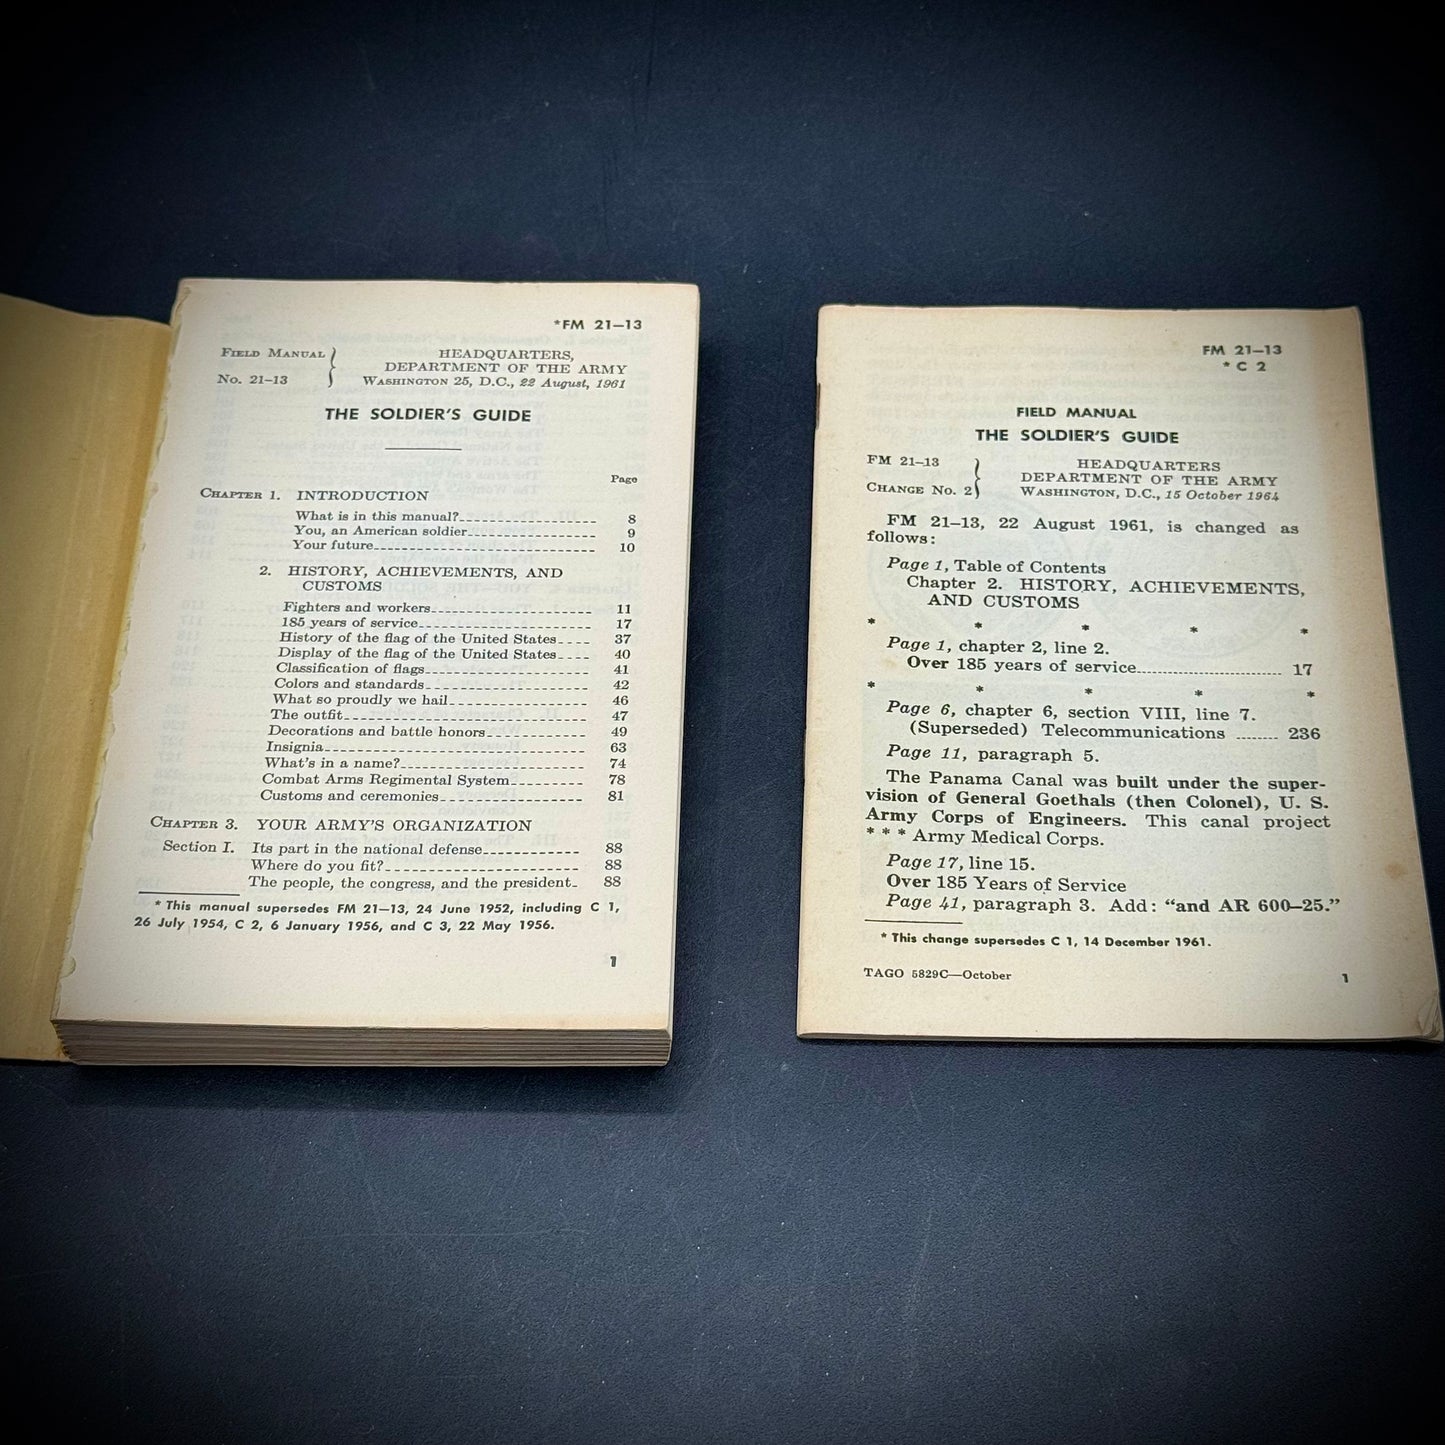 *FM 21–13
FIELD MANUAL
No. 21–13
HEADQUARTERS,
DEPARTMENT OF THE ARMY
WASHINGTON 25, D.C., 22 August, 1961
THE SOLDIER'S GUIDE
Page
CHAPTER 1. INTRODUCTION
What is in this manual? 8
You, an American soldier 9
Your future 10
2. HISTORY, ACHIEVEMENTS, AND
CUSTOMS
Fighters and workers 11
185 years of service 17
History of the flag of the United States 37
Display of the flag of the United States 40
Classification of flags 41
Colors and standards 42
What so proudly we hail 46
The outfit 47
Decorations and battle honors 49
Insignia 63
What's in a name? 74
Combat Arms Regimental System 78
Customs and ceremonies 81
CHAPTER 3. YOUR ARMY'S ORGANIZATION
Section I. Its part in the national defense 88
Where do you fit? 88
The people, the congress, and the president 88
* This manual supersedes FM 21–13, 24 June 1952, including C 1,
26 July 1954, C 2, 6 January 1956, and C 3, 22 May 1956.
1
FM 21–13
* C 2
FIELD MANUAL
THE SOLDIER'S GUIDE
FM 21–13
CHANGE No. 2
HEADQUARTERS
DEPARTMENT OF THE ARMY
WASHINGTON, D.C., 15 October 1964
FM 21–13, 22 August 1961, is changed as
follows:
Page 1, Table of Contents
Chapter 2. HISTORY, ACHIEVEMENTS,
AND CUSTOMS
* * * * *
Page 1, chapter 2, line 2.
Over 185 years of service 17
* * * * *
Page 6, chapter 6, section VIII, line 7.
(Superseded) Telecommunications 236
Page 11, paragraph 5.
The Panama Canal was built under the super-
vision of General Goethals (then Colonel), U. S.
Army Corps of Engineers. This canal project
* * * Army Medical Corps.
Page 17, line 15.
Over 185 Years of Service
Page 41, paragraph 3. Add: “and AR 600–25.”
* This change supersedes C 1, 14 December 1961.
TAGO 5829C—October 1